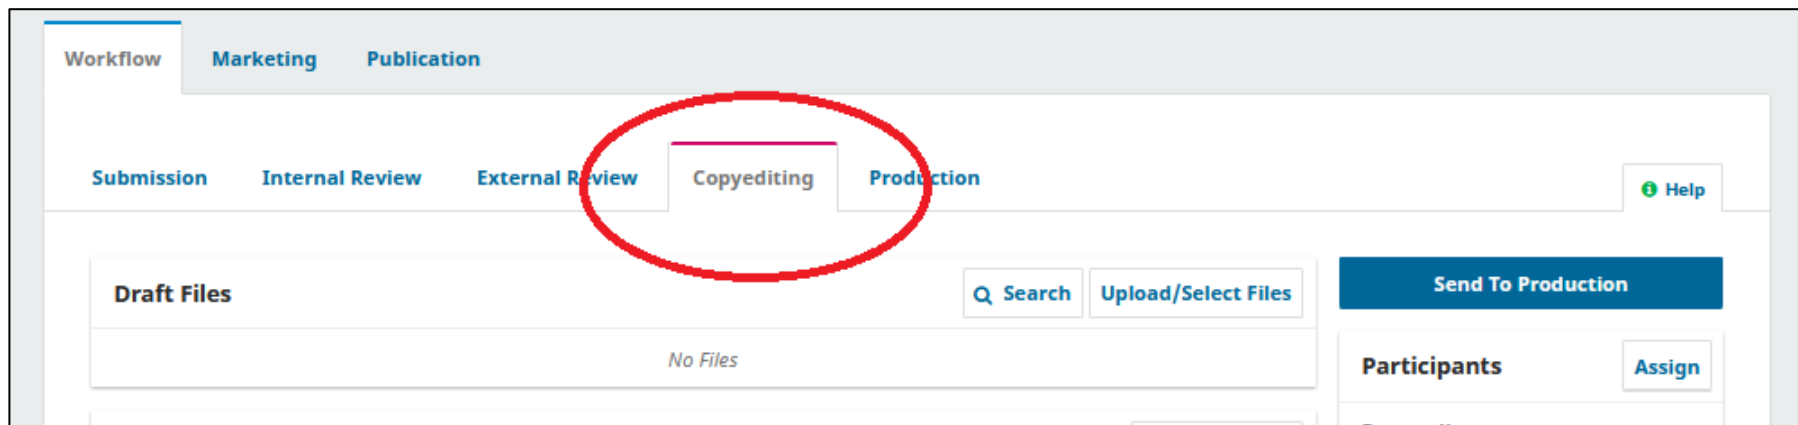 Workflow Marketing Publication
Submission Internal Review External Review Copyediting Production
Help
Draft Files Search Upload/Select Files
Send To Production
No Files
Participants Assign